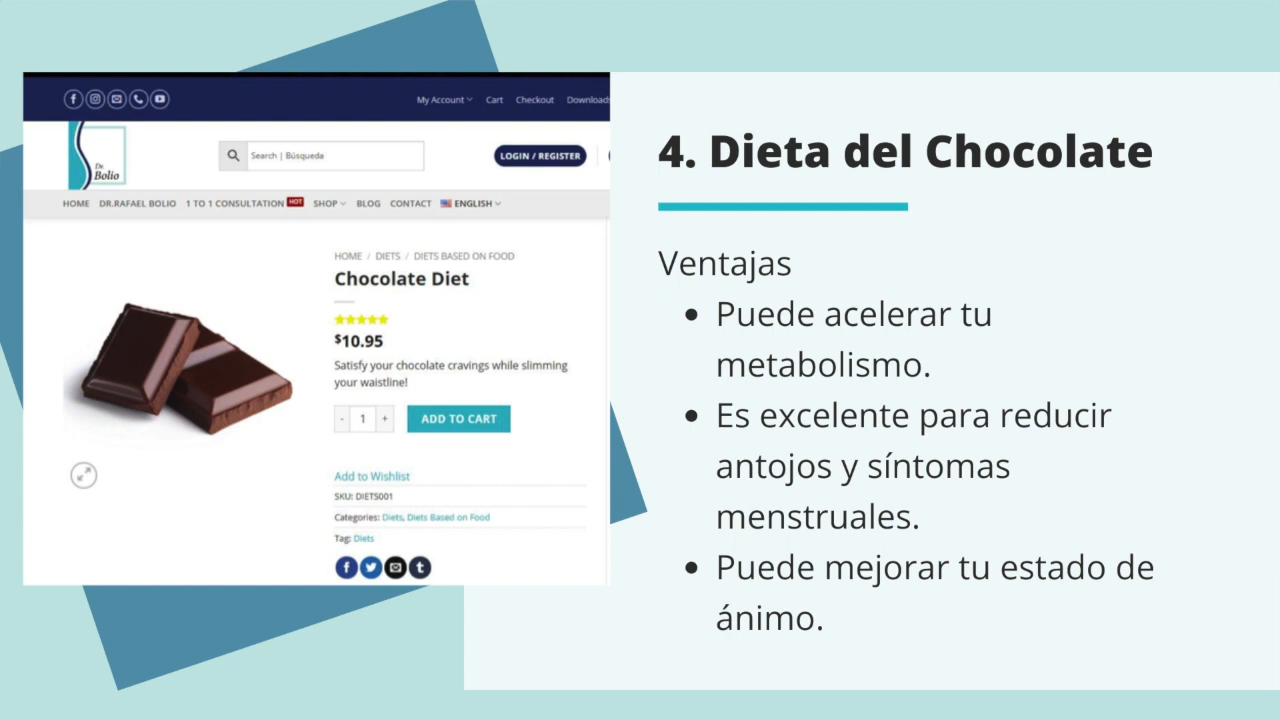 My Account
Cart
Checkout
Downloads
Dr.
Bolio
Search | Búsqueda
LOGIN / REGISTER
HOME
DR.RAFAEL BOLIO
1 TO 1 CONSULTATION
HOT
SHOP
BLOG
CONTACT
ENGLISH
HOME / DIETS / DIETS BASED ON FOOD
Chocolate Diet
$10.95
Satisfy your chocolate cravings while slimming
your waistline!
- 1 +
ADD TO CART
Add to Wishlist
SKU: DIETS001
Categories: Diets, Diets Based on Food
Tag: Diets
4. Dieta del Chocolate
Ventajas
• Puede acelerar tu
metabolismo.
• Es excelente para reducir
antojos y síntomas
menstruales.
• Puede mejorar tu estado de
ánimo.